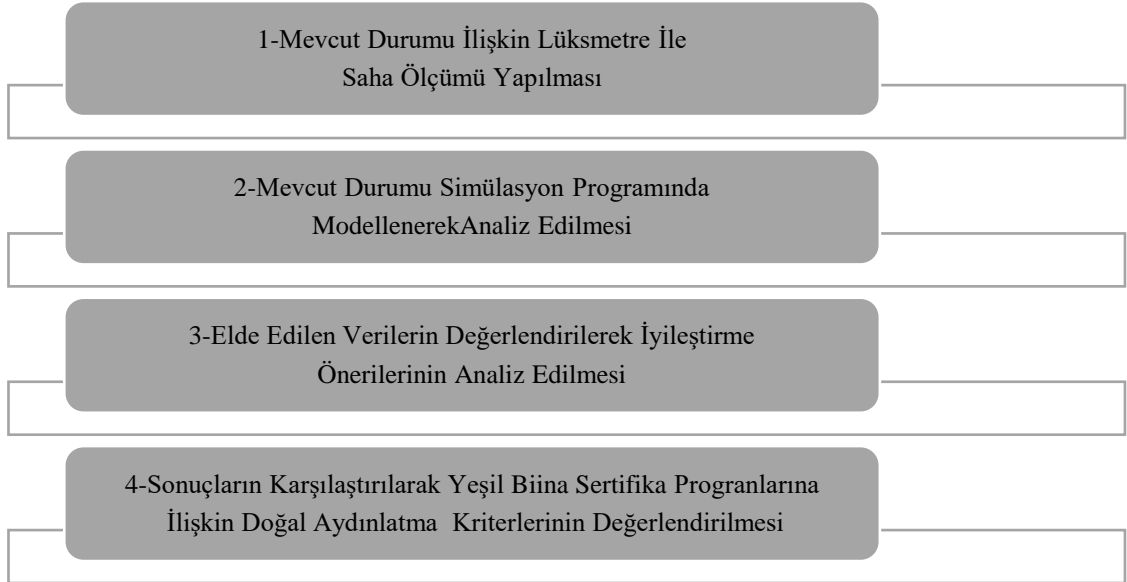 1-Mevcut Durumu İlişkin Lüksmetre İle
Saha Ölçümü Yapılması
2-Mevcut Durumu Simülasyon Programında
ModellenerekAnaliz Edilmesi
3-Elde Edilen Verilerin Değerlendirilerek İyileştirme
Önerilerinin Analiz Edilmesi
4-Sonuçların Karşılaştırılarak Yeşil Biina Sertifika Progranlarına
İlişkin Doğal Aydınlatma Kriterlerinin Değerlendirilmesi